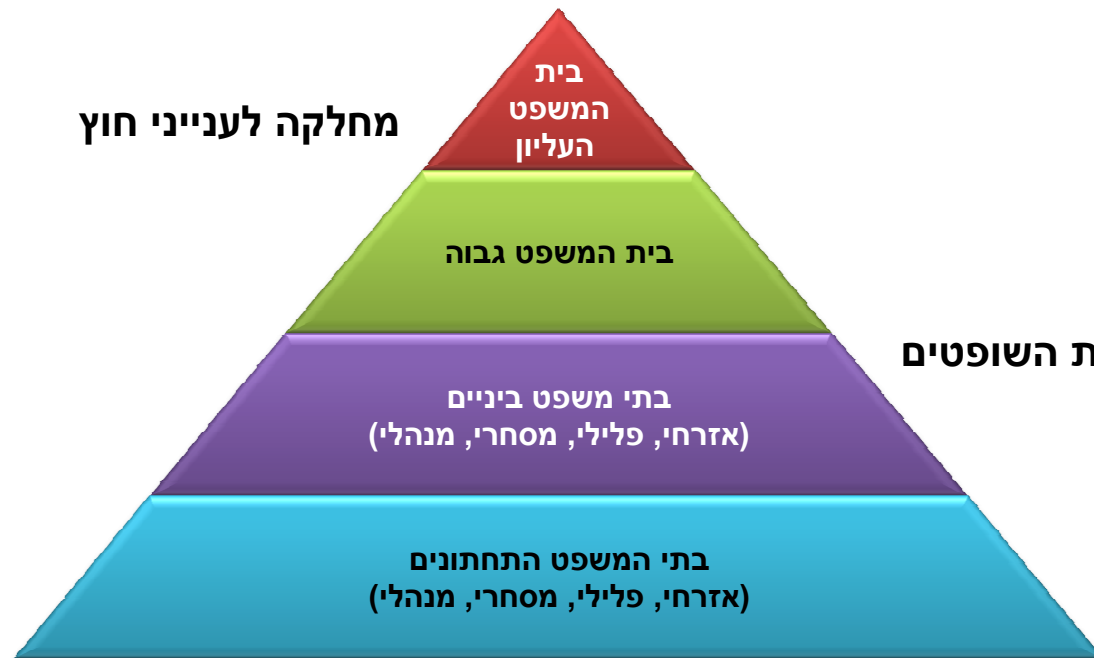 בית
המשפט
העליון
מחלקה לענייני חוץ
בית המשפט גבוה
ת השופטים
בתי משפט ביניים
(אזרחי, פלילי, מסחרי, מנהלי)
בתי המשפט התחתונים
(אזרחי, פלילי, מסחרי, מנהלי)